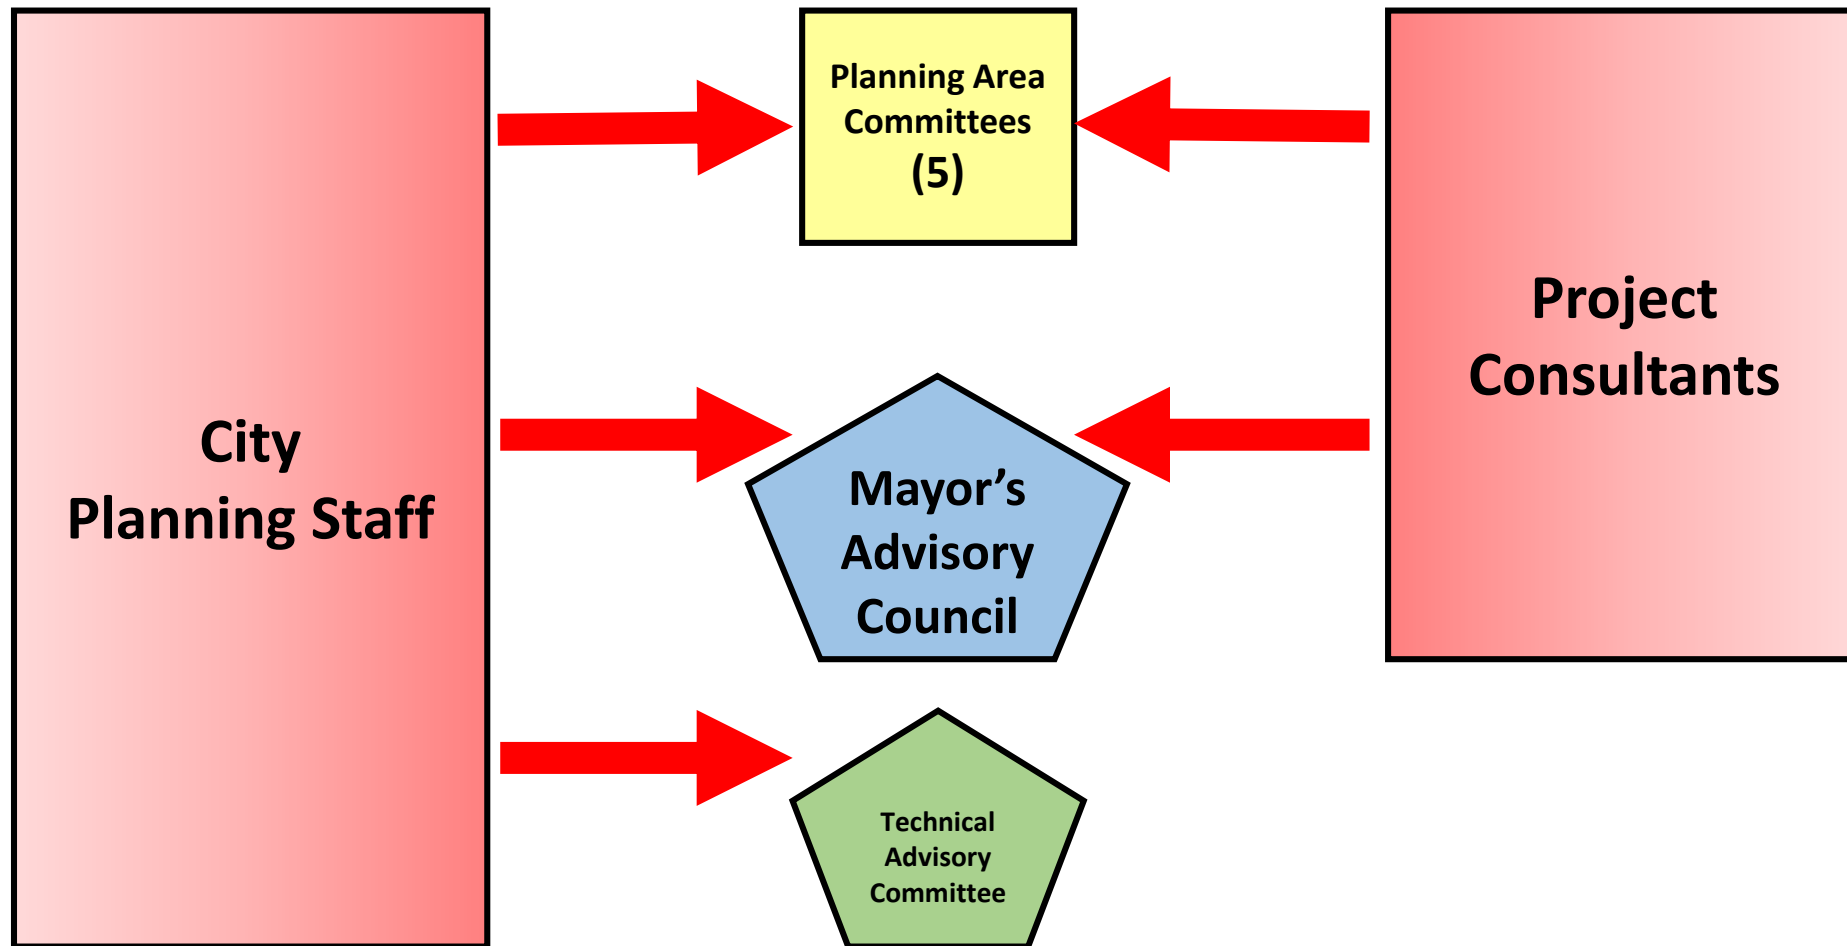 City
Planning Staff
Planning Area
Committees
(5)
Mayor’s
Advisory
Council
Technical
Advisory
Committee
Project
Consultants